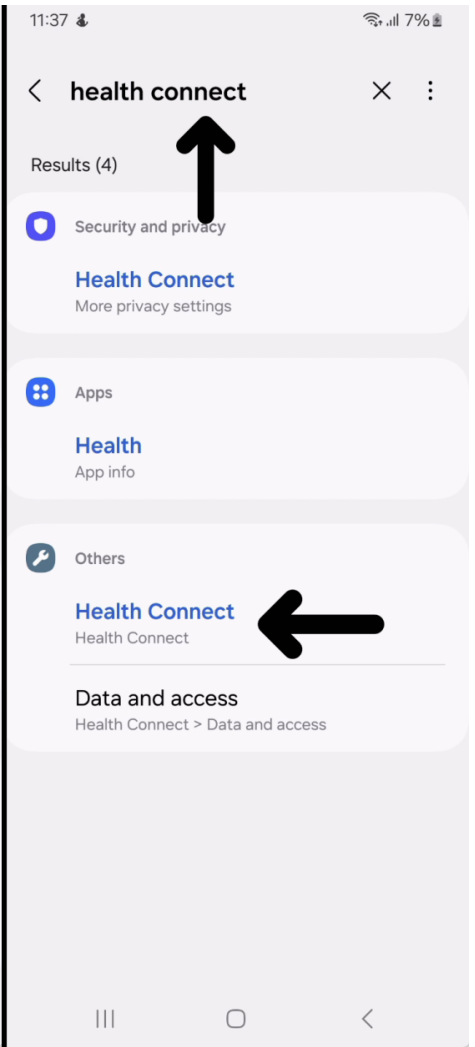 11:37
7%
health connect
Results (4)
Security and privacy
Health Connect
More privacy settings
Apps
Health
App info
Others
Health Connect
Health Connect
Data and access
Health Connect > Data and access